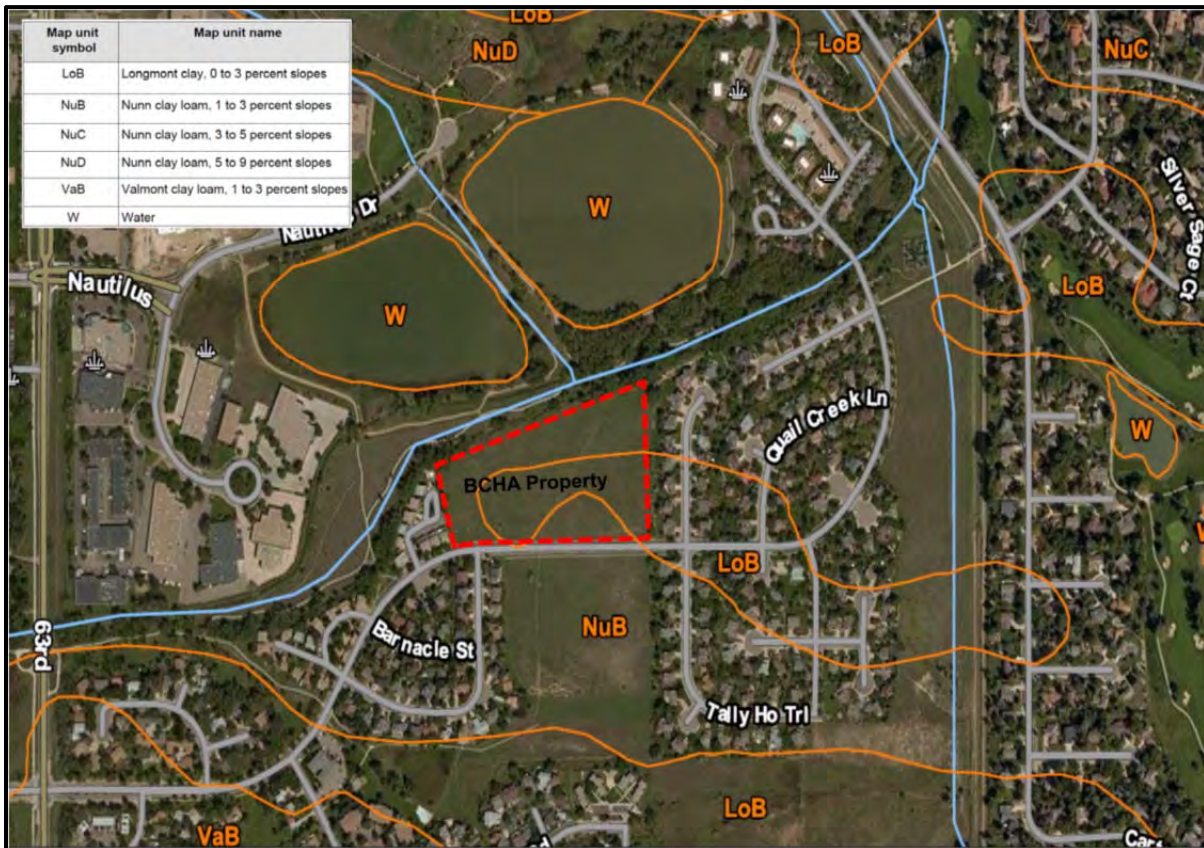 Map unit symbol Map unit name
LoB Longmont clay, 0 to 3 percent slopes
NuB Nunn clay loam, 1 to 3 percent slopes
NuC Nunn clay loam, 3 to 5 percent slopes
NuD Nunn clay loam, 5 to 9 percent slopes
VaB Valmont clay loam, 1 to 3 percent slopes
W Water
LoB
NuD
LoB
NuC
Dr
W
Silver Sage Ct
Nautilus
W
LoB
Quail Creek Ln
W
BCHA Property
LoB
NuB
63rd
Barnacle St
Tally Ho Trl
LoB
VaB